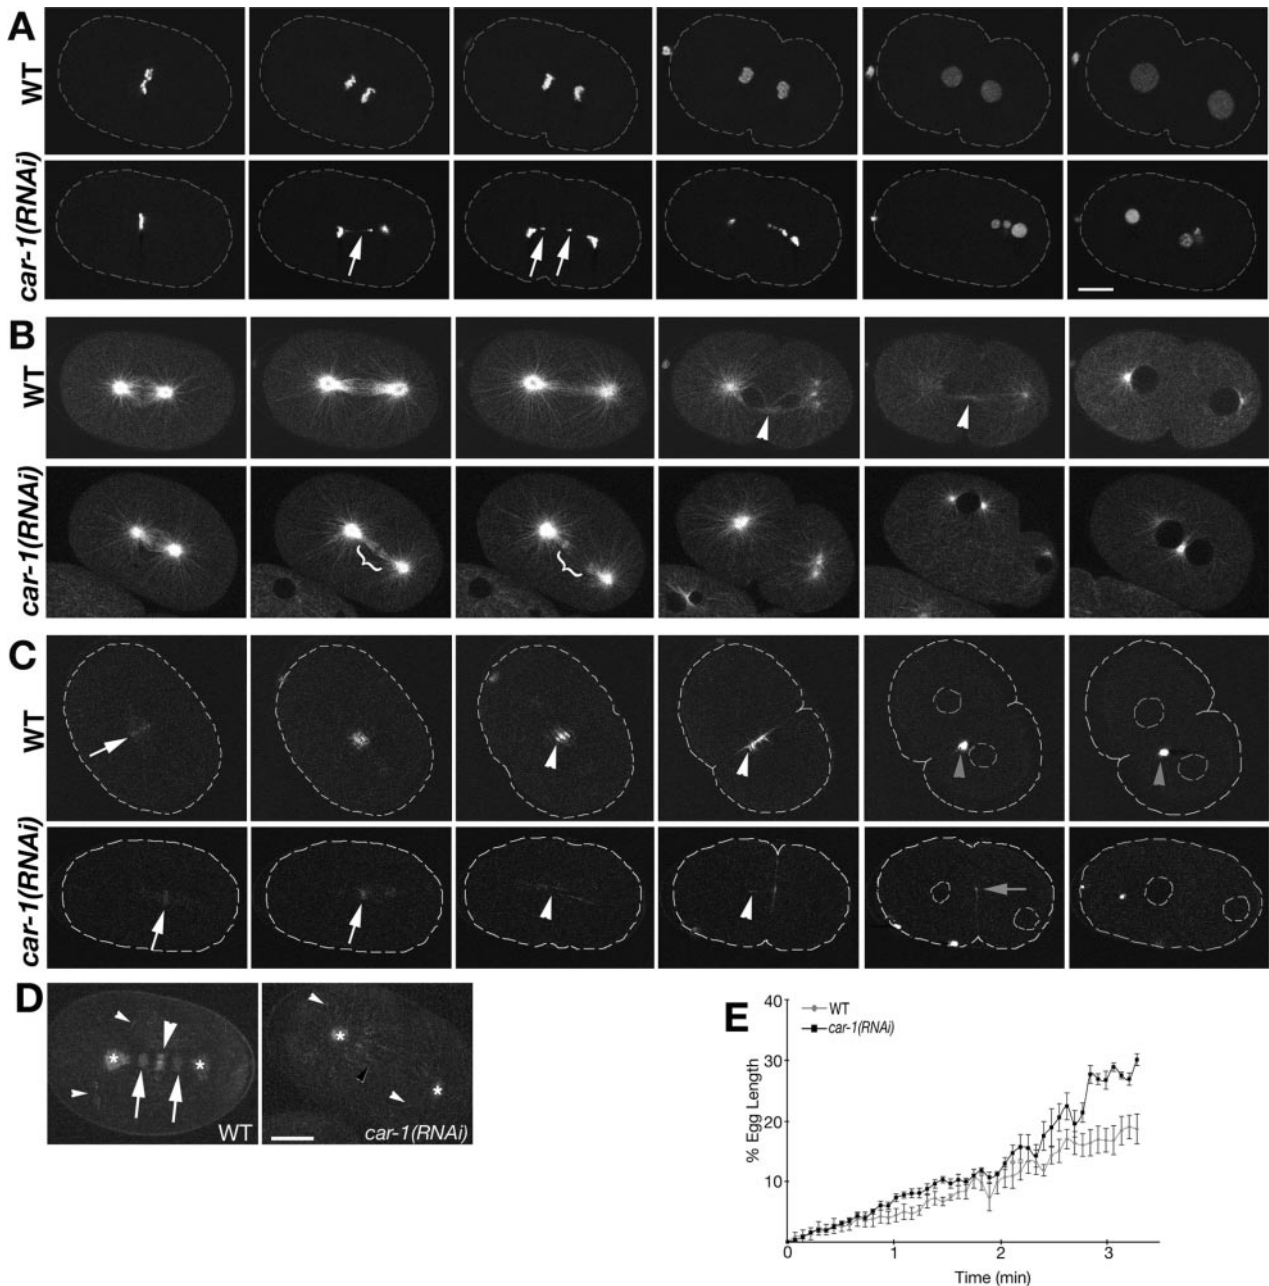 A
WT
car-1(RNAi)
B
WT
car-1(RNAi)
C
WT
car-1(RNAi)
D
WT
car-1(RNAi)
E
WT
car-1(RNAi)
% Egg Length
40
30
20
10
0
1
2
3
Time (min)